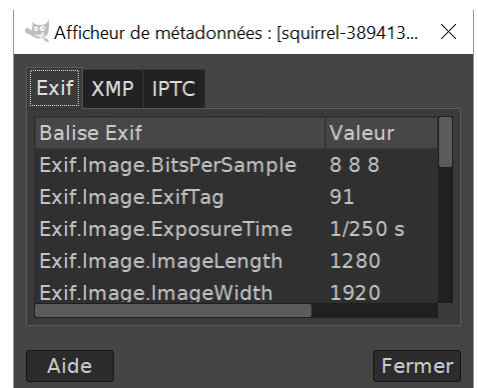 Afficheur de métadonnées : [squirrel-389413...
Exif XMP IPTC
Balise Exif Valeur
Exif.Image.BitsPerSample 8 8 8
Exif.Image.ExifTag 91
Exif.Image.ExposureTime 1/250 s
Exif.Image.ImageLength 1280
Exif.Image.ImageWidth 1920
Aide Fermer